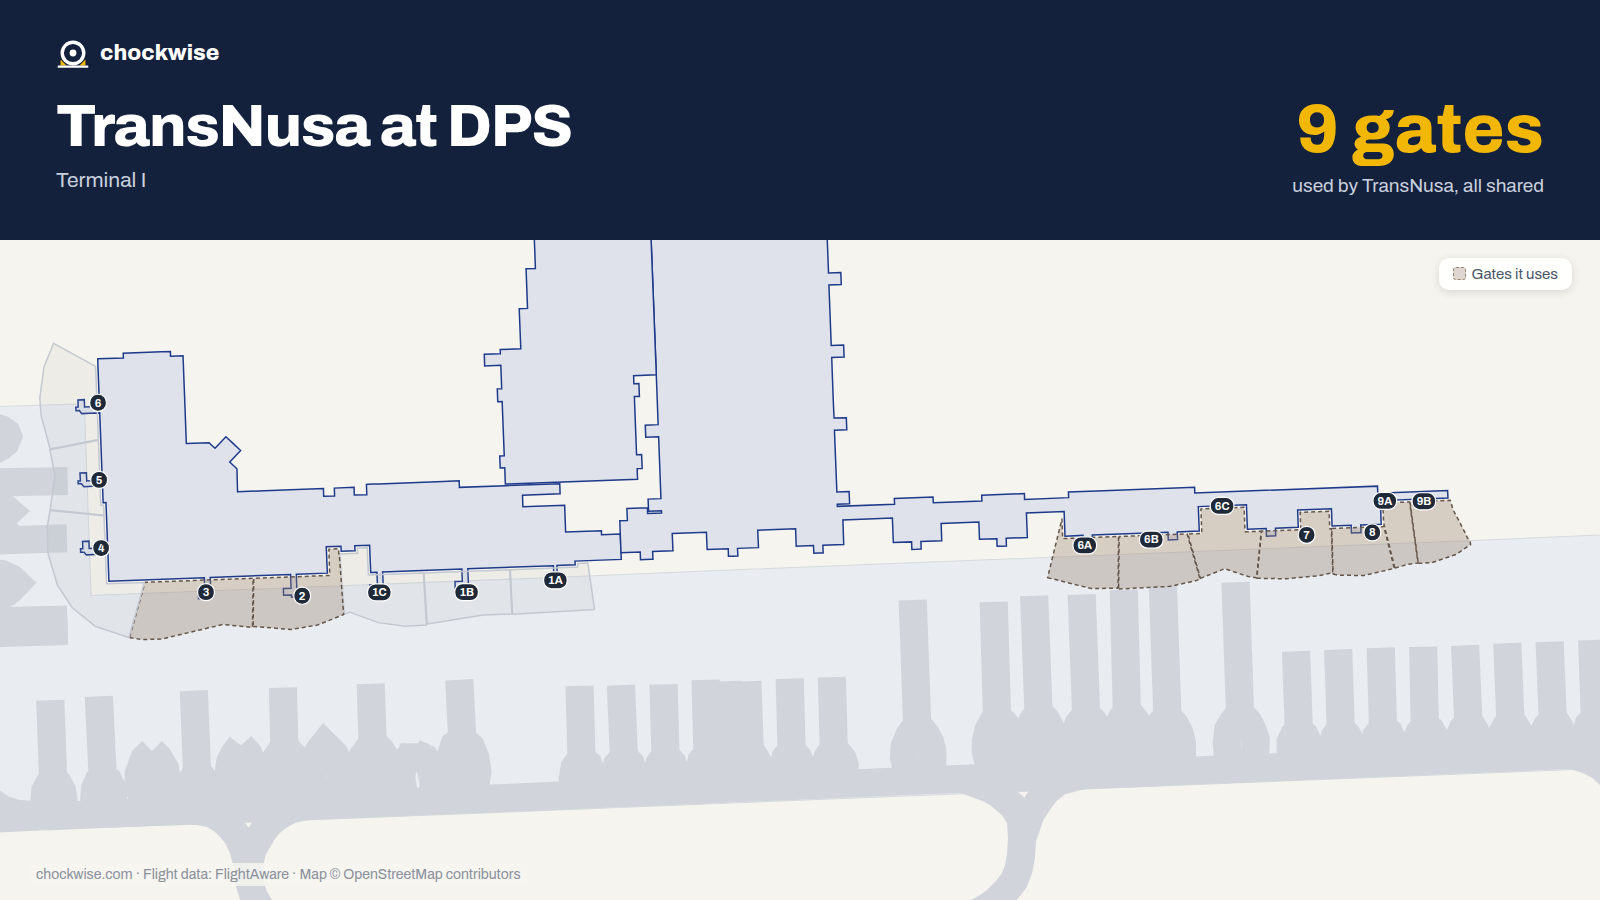 chockwise
TransNusa at DPS
9 gates
Terminal I
used by TransNusa, all shared
Gates it uses
6
5
4
3
2
1C
1B
1A
6A
6B
6C
7
8
9A
9B
chockwise.com · Flight data: FlightAware · Map © OpenStreetMap contributors